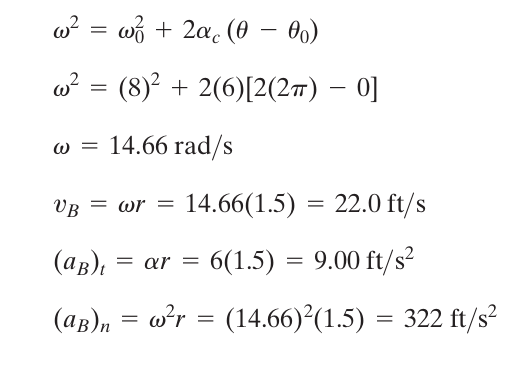 ω² = ω₀² + 2α_c (θ − θ₀)
ω² = (8)² + 2(6)[2(2π) − 0]
ω = 14.66 rad/s
v_B = ωr = 14.66(1.5) = 22.0 ft/s
(a_B)_t = αr = 6(1.5) = 9.00 ft/s²
(a_B)_n = ω²r = (14.66)²(1.5) = 322 ft/s²